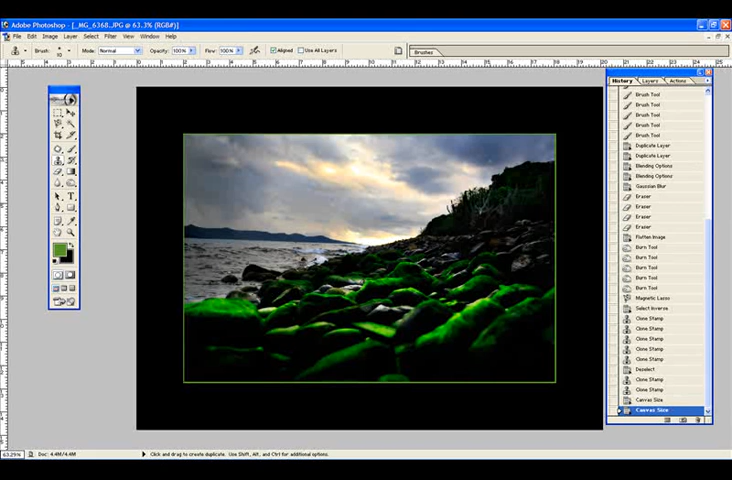 Adobe Photoshop - [_MG_6368.JPG @ 63.3% (RGB#)]
File Edit Image Layer Select Filter View Window Help
Brush: Mode: Normal Opacity: 100% Flow: 100% Aligned Use All Layers Brushes
History Layers Actions
Brush Tool
Brush Tool
Brush Tool
Brush Tool
Brush Tool
Duplicate Layer
Duplicate Layer
Blending Options
Blending Options
Gaussian Blur
Eraser
Eraser
Eraser
Eraser
Flatten Image
Burn Tool
Burn Tool
Burn Tool
Burn Tool
Burn Tool
Magnetic Lasso
Select Inverse
Clone Stamp
Clone Stamp
Clone Stamp
Clone Stamp
Clone Stamp
Deselect
Clone Stamp
Clone Stamp
Canvas Size
Canvas Size
63.29% Doc: 4.4M/4.4M Click and drag to create duplicate. Use Shift, Alt, and Ctrl for additional options.